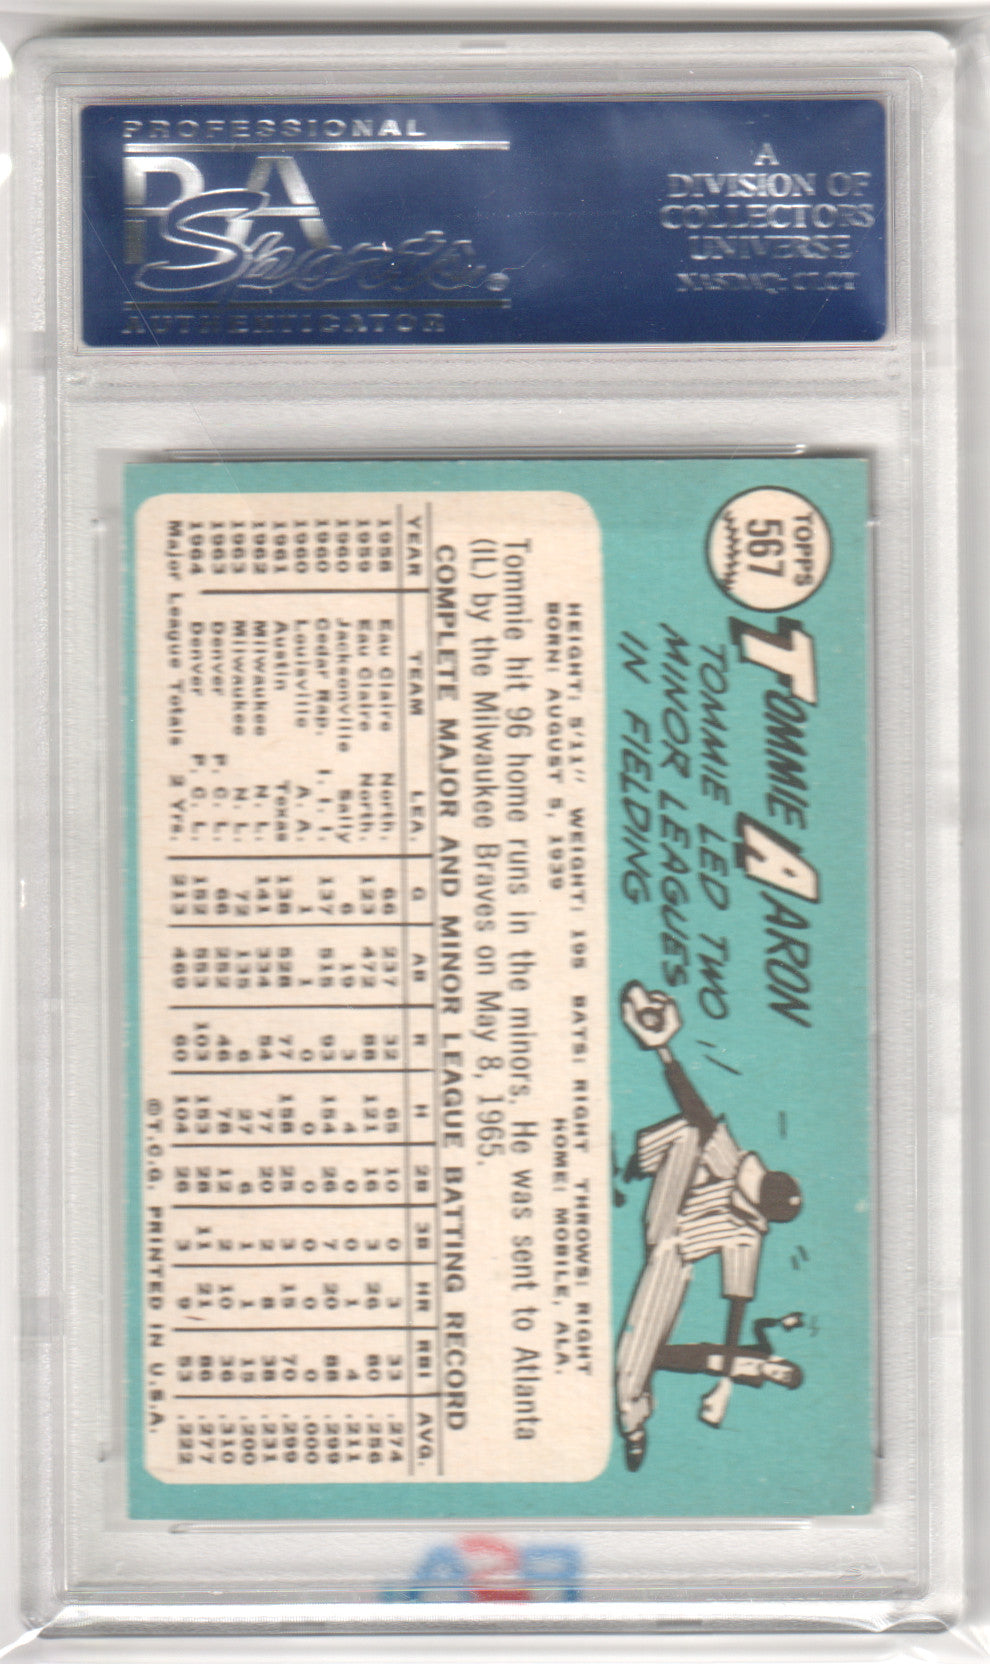 PROFESSIONAL
PSA
Sports
AUTHENTICATOR
A
DIVISION OF
COLLECTORS
UNIVERSE
NASDAQ: CLCT
TOPPS
567
TOMMIE AARON
TOMMIE LED TWO
MINOR LEAGUES
IN FIELDING
HEIGHT: 5'11" WEIGHT: 195 BATS: RIGHT THROWS: RIGHT
BORN: AUGUST 5, 1939 HOME: MOBILE, ALA.
Tommie hit 96 home runs in the minors. He was sent to Atlanta
(IL) by the Milwaukee Braves on May 8, 1965.
COMPLETE MAJOR AND MINOR LEAGUE BATTING RECORD
YEAR TEAM LEA. G AB R H 2B 3B HR RBI AVG.
1958 Eau Claire North. 66 237 32 65 10 0 3 33 .274
1959 Eau Claire North. 123 472 88 121 16 3 26 80 .256
1960 Jacksonville Sally 6 19 3 4 0 0 1 4 .211
1960 Cedar Rap. I. I. I. 137 515 93 154 26 7 20 88 .299
1960 Louisville A. A. 1 1 0 0 0 0 0 0 .000
1961 Austin Texas 138 528 77 158 25 3 15 70 .299
1962 Milwaukee N. L. 141 334 54 77 20 2 8 38 .231
1963 Milwaukee N. L. 72 135 6 27 6 1 1 15 .200
1963 Denver P. C. L. 66 252 46 78 12 2 10 36 .310
1964 Denver P. C. L. 152 553 103 153 28 11 21 86 .277
Major League Totals 2 Yrs. 213 469 60 104 26 3 9 53 .222
©T.C.G. PRINTED IN U.S.A.